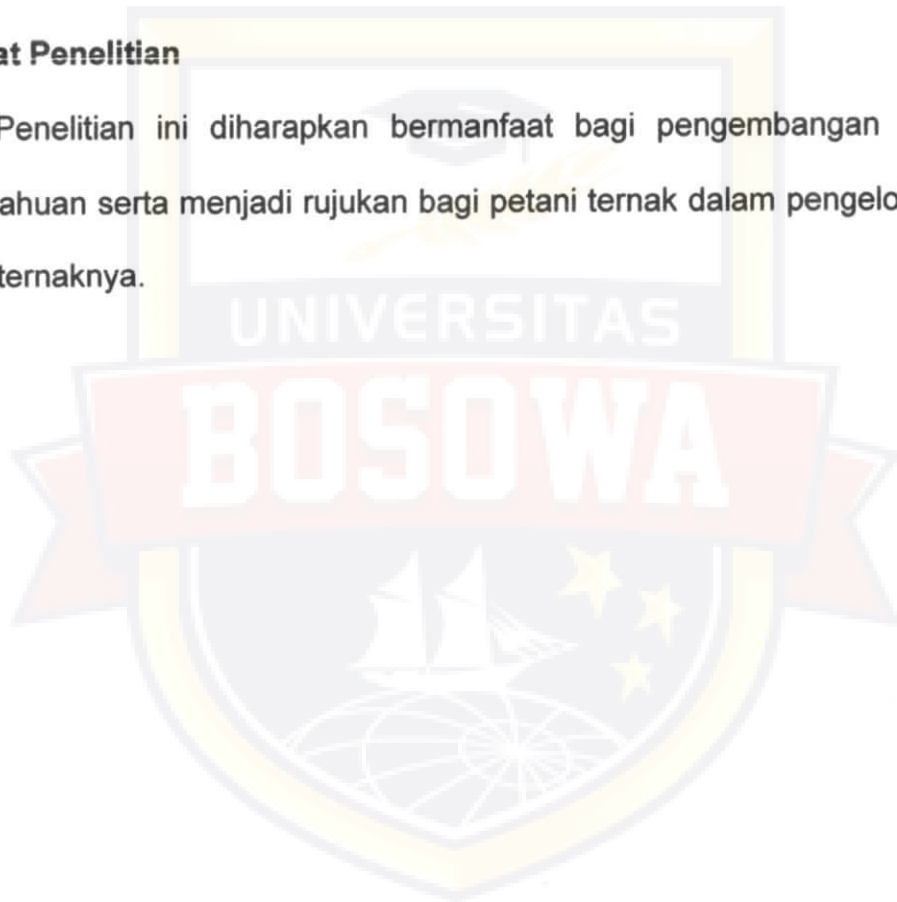 at Penelitian
Penelitian ini diharapkan bermanfaat bagi pengembangan
ahuan serta menjadi rujukan bagi petani ternak dalam pengelo
ternaknya.
UNIVERSITAS
BOSOWA